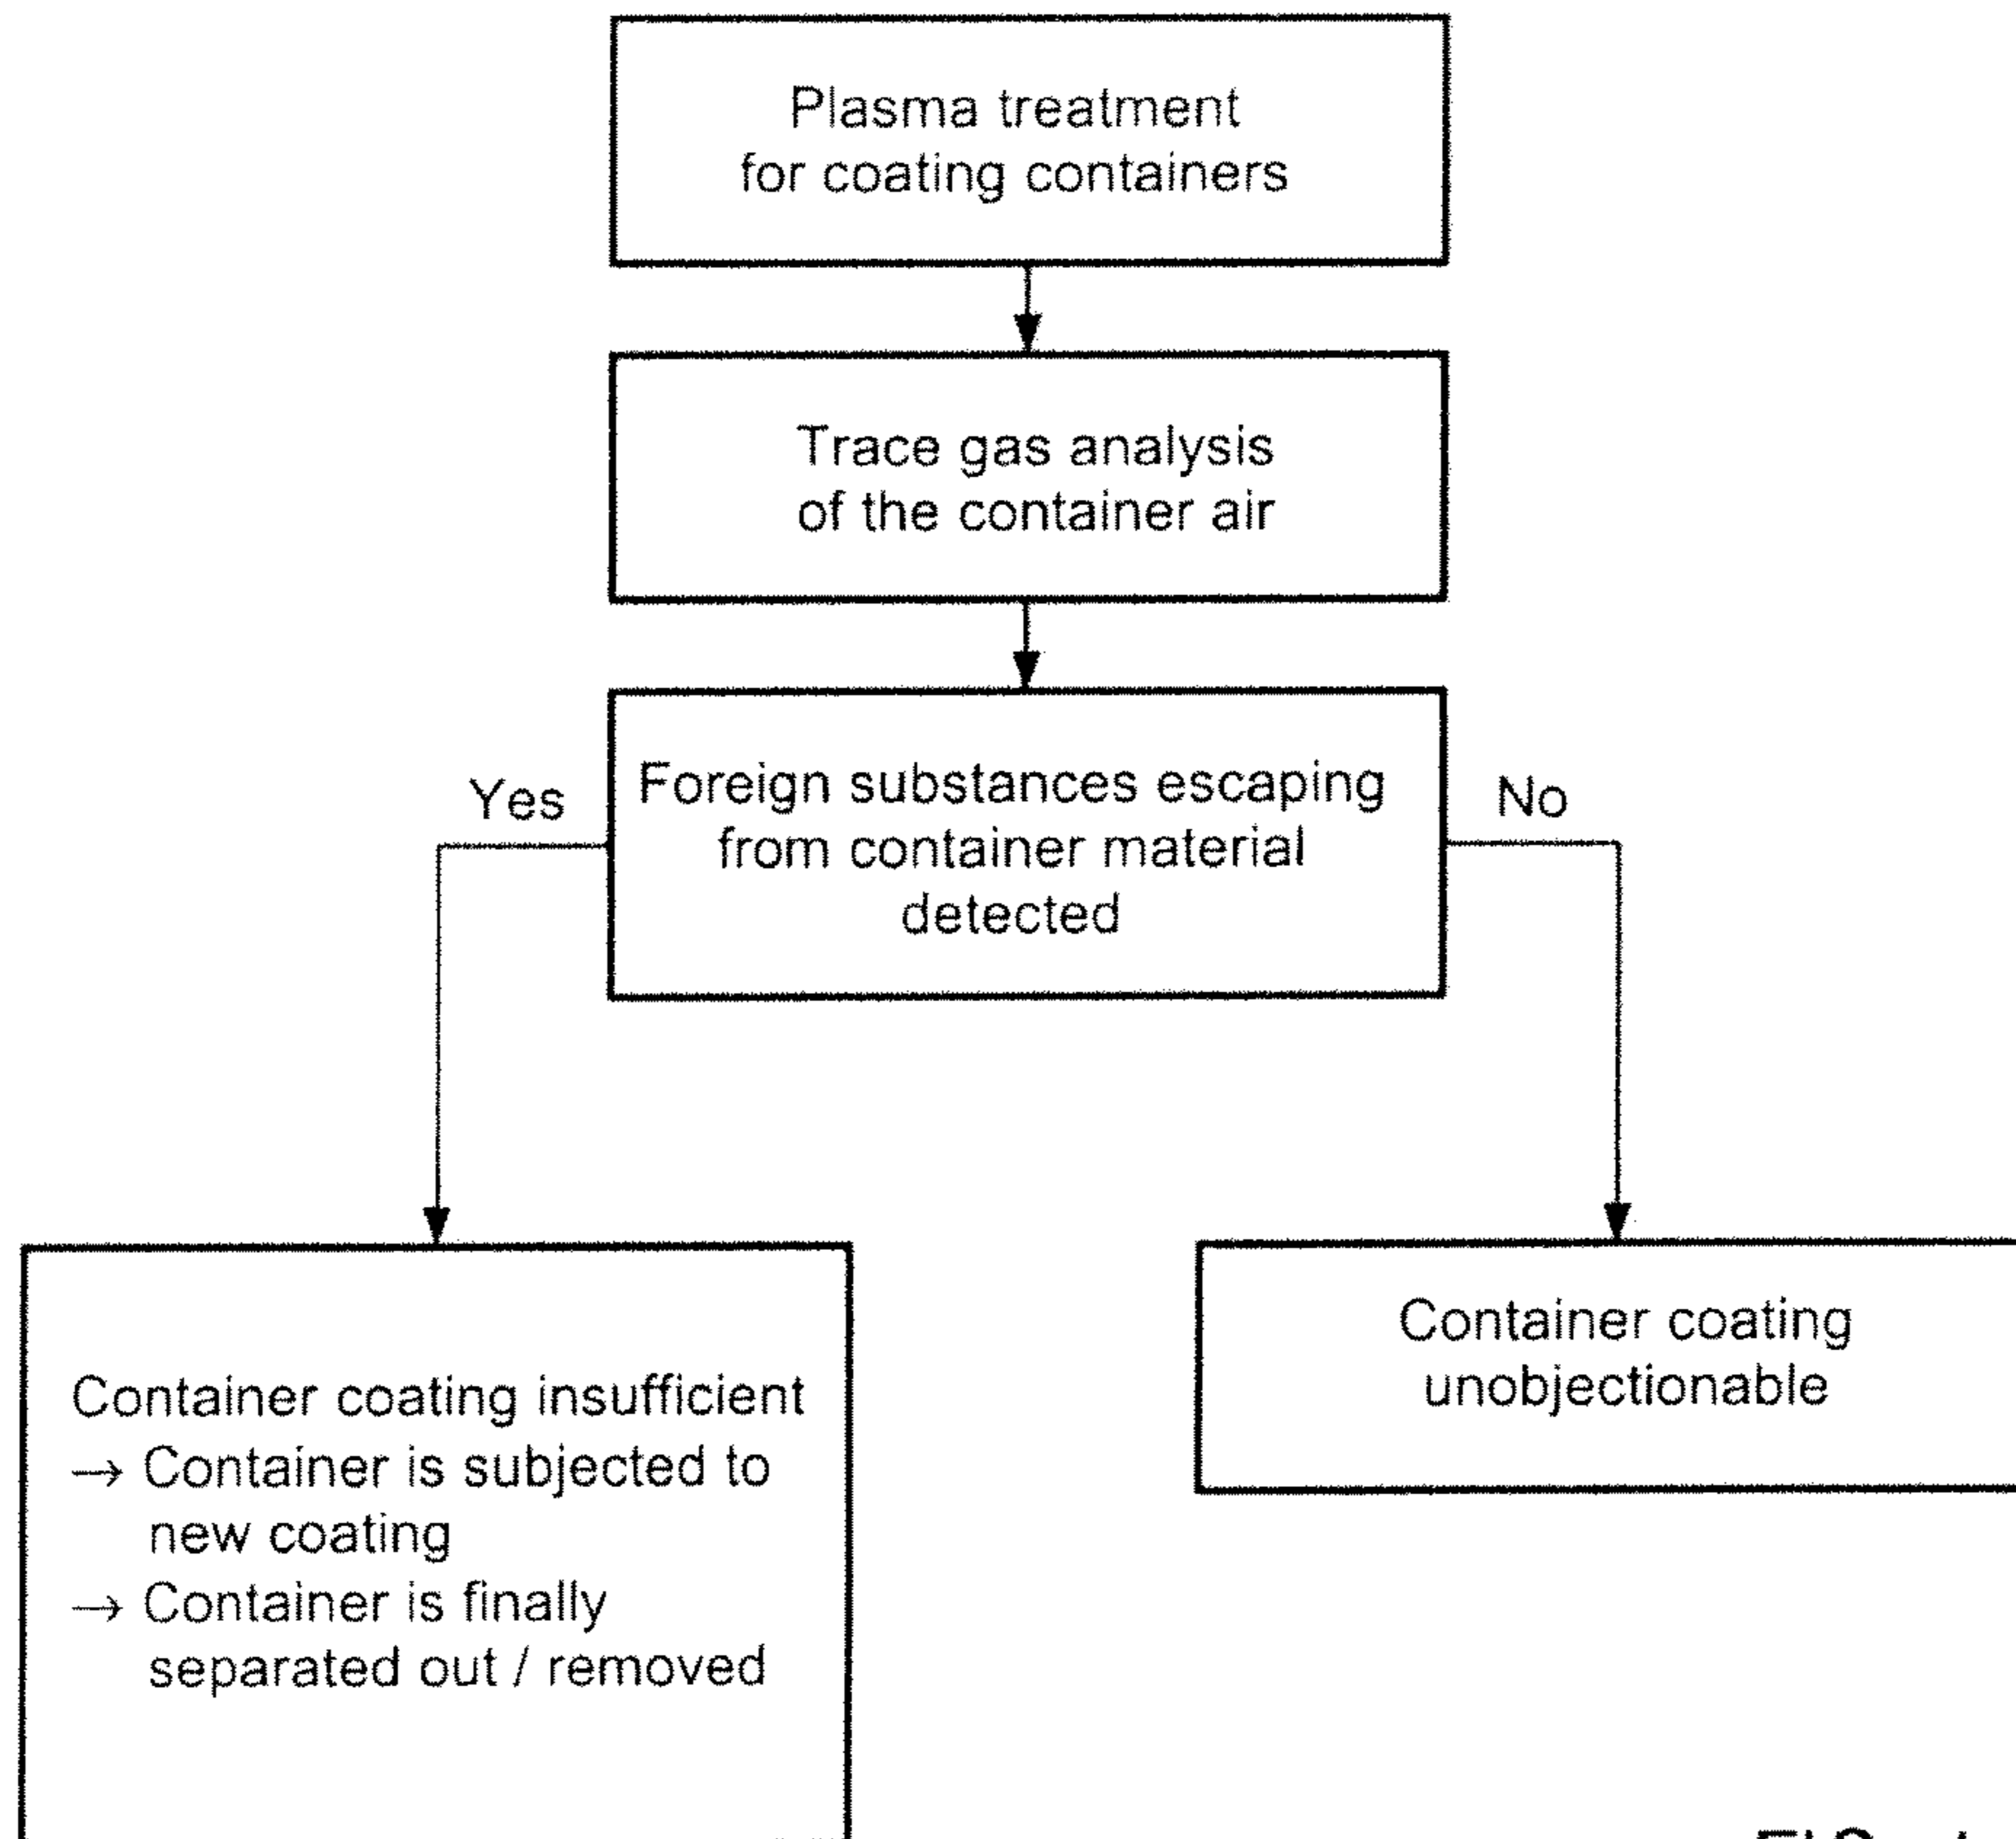 Plasma treatment
for coating containers
Trace gas analysis
of the container air
Foreign substances escaping
from container material
detected
Yes
No
Container coating insufficient
→ Container is subjected to
new coating
→ Container is finally
separated out / removed
Container coating
unobjectionable